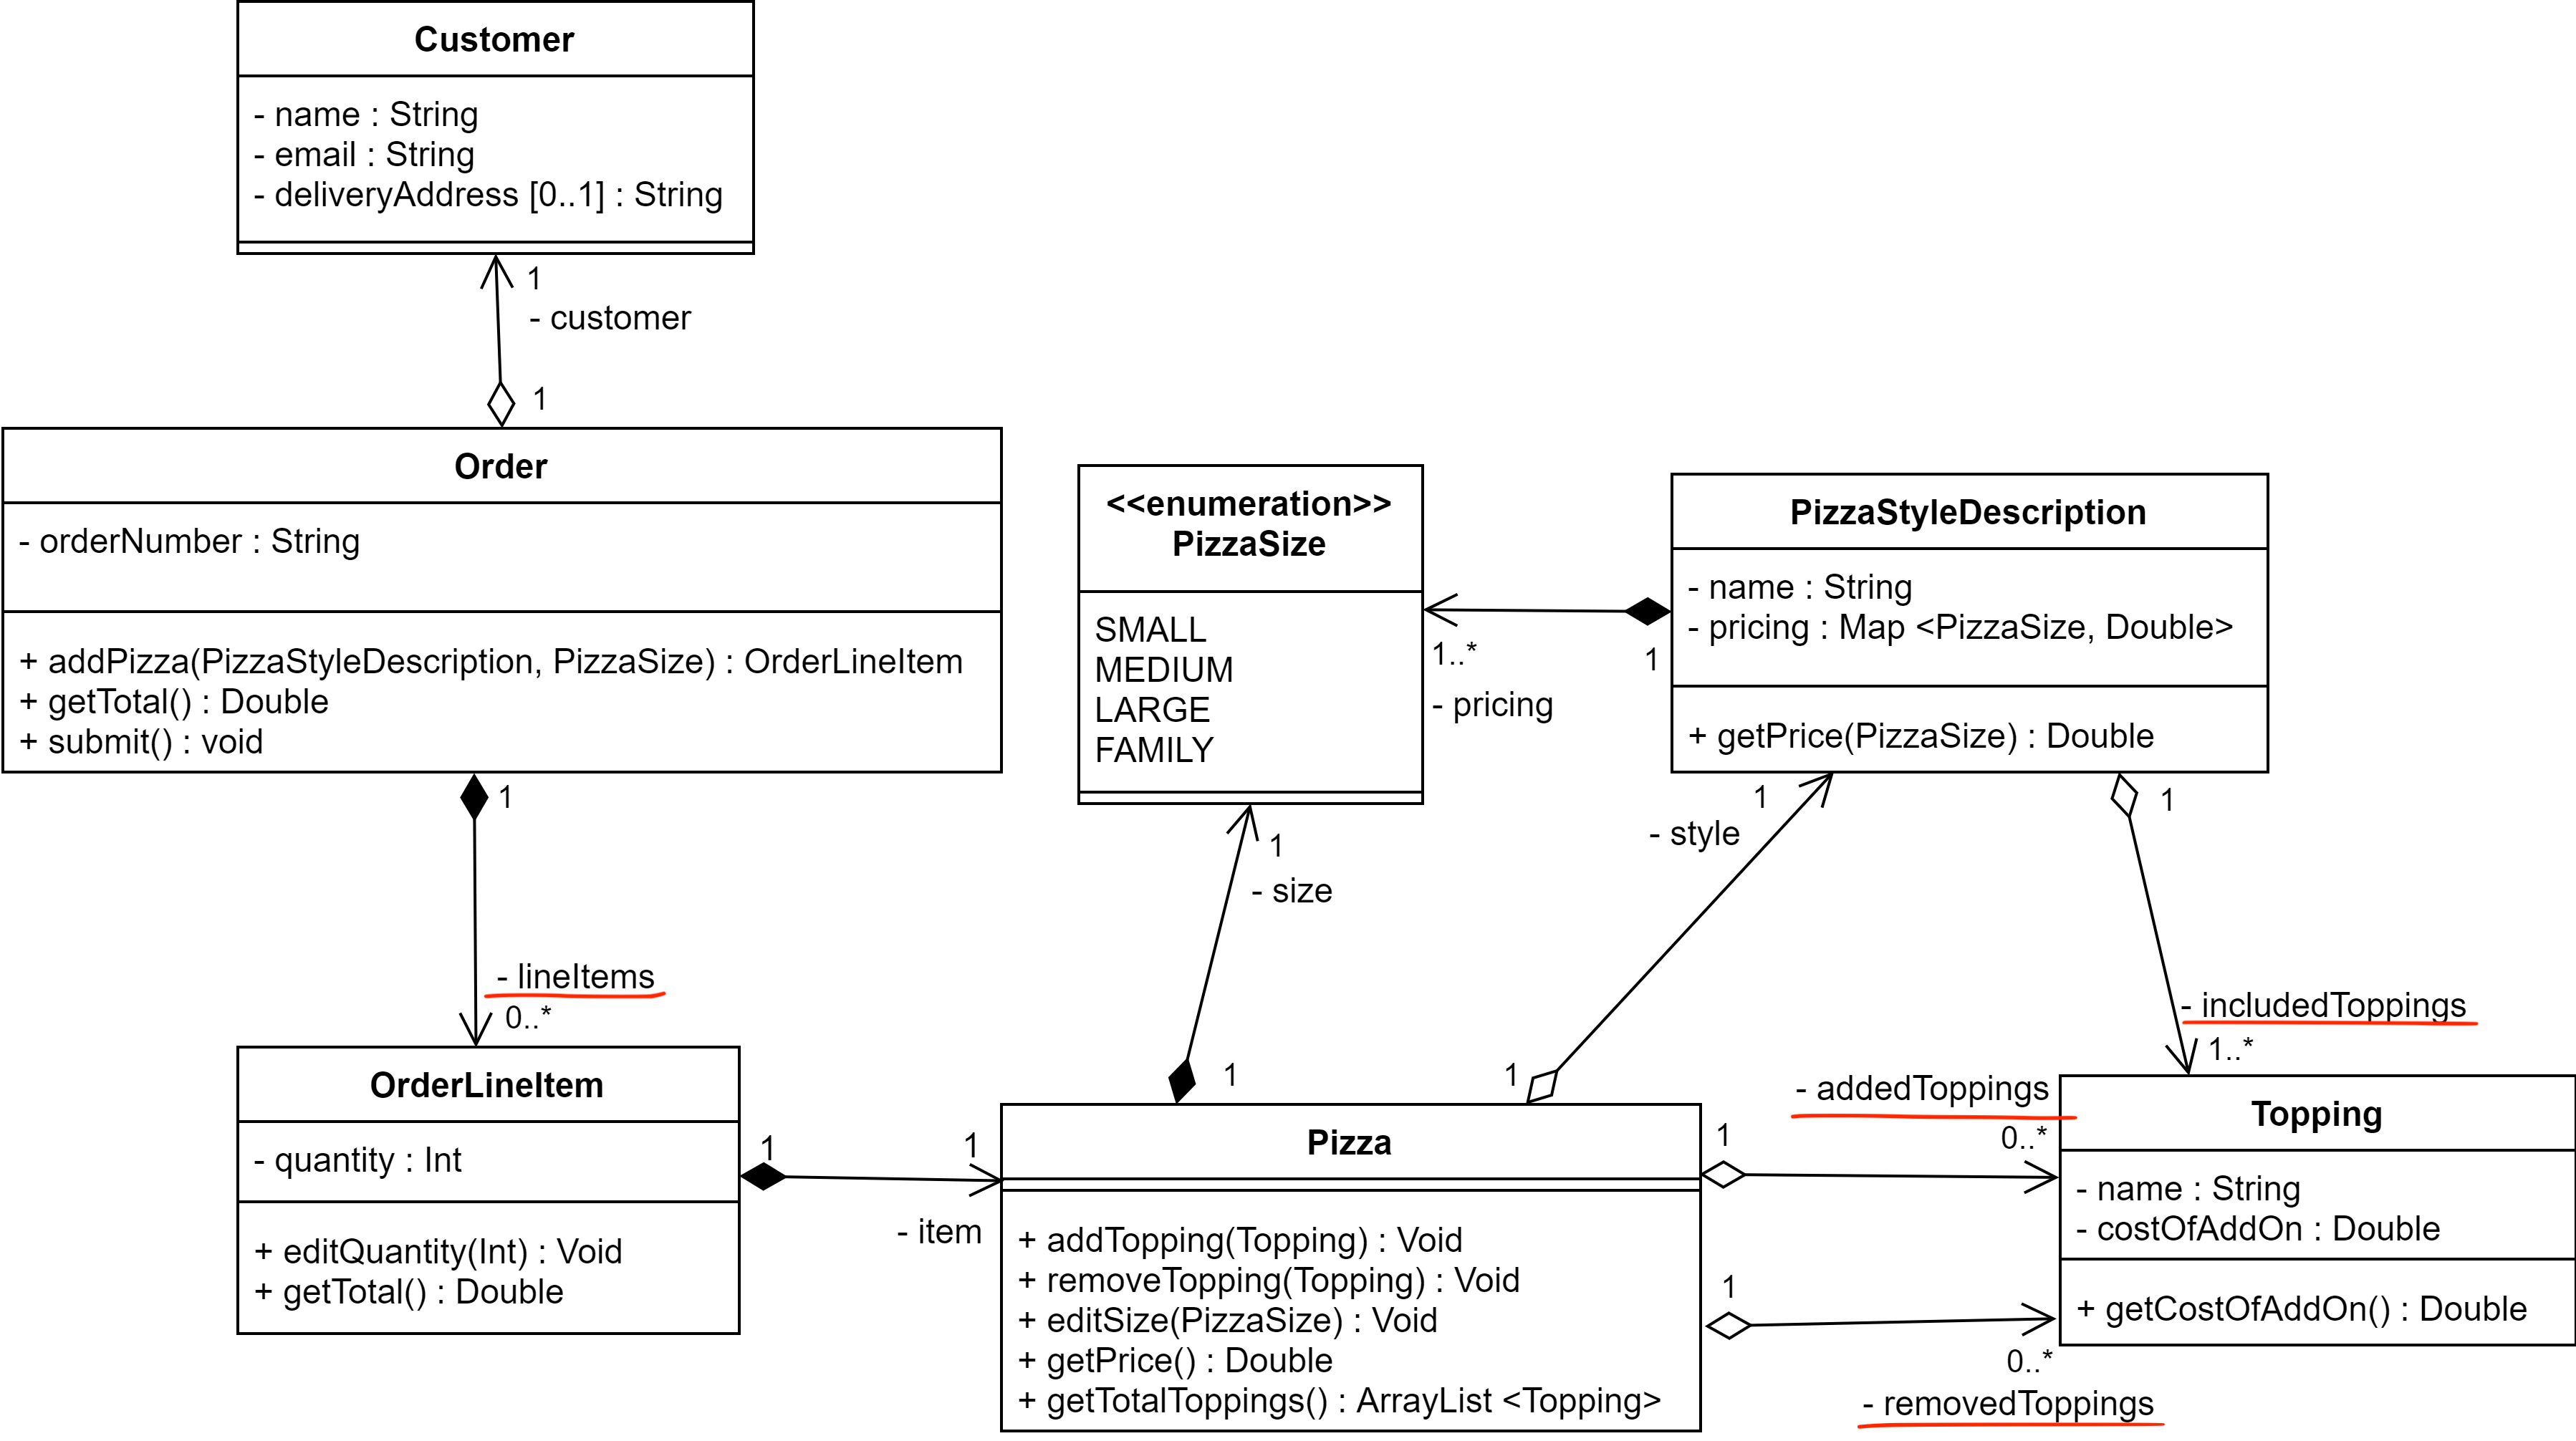 Customer
- name : String
- email : String
- deliveryAddress [0..1] : String
1
- customer
1
Order
- orderNumber : String
+ addPizza(PizzaStyleDescription, PizzaSize) : OrderLineItem
+ getTotal() : Double
+ submit() : void
1
- lineItems
0..*
OrderLineItem
- quantity : Int
+ editQuantity(Int) : Void
+ getTotal() : Double
1
1
- item
<<enumeration>>
PizzaSize
SMALL
MEDIUM
LARGE
FAMILY
1..*
- pricing
1
PizzaStyleDescription
- name : String
- pricing : Map <PizzaSize, Double>
+ getPrice(PizzaSize) : Double
1
- size
1
1
- style
1
1
- includedToppings
1..*
Pizza
+ addTopping(Topping) : Void
+ removeTopping(Topping) : Void
+ editSize(PizzaSize) : Void
+ getPrice() : Double
+ getTotalToppings() : ArrayList <Topping>
- addedToppings
1
0..*
1
0..*
- removedToppings
Topping
- name : String
- costOfAddOn : Double
+ getCostOfAddOn() : Double